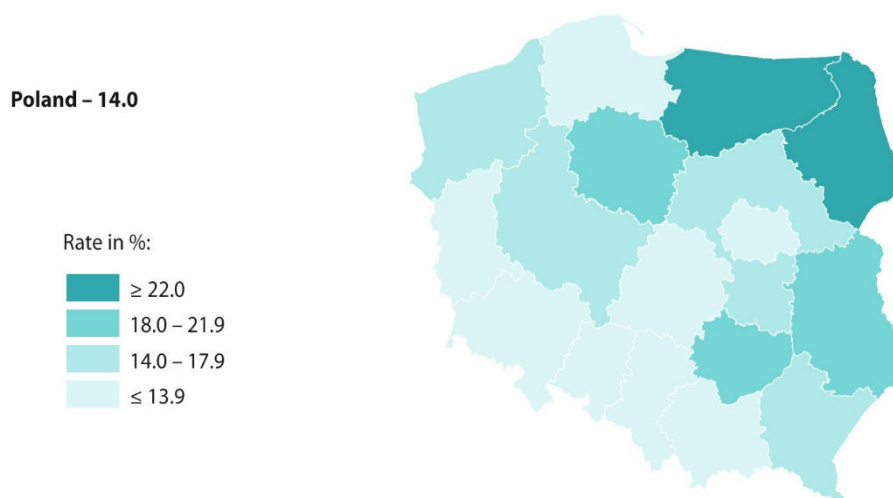 Poland – 14.0
Rate in %:
≥ 22.0
18.0 – 21.9
14.0 – 17.9
≤ 13.9